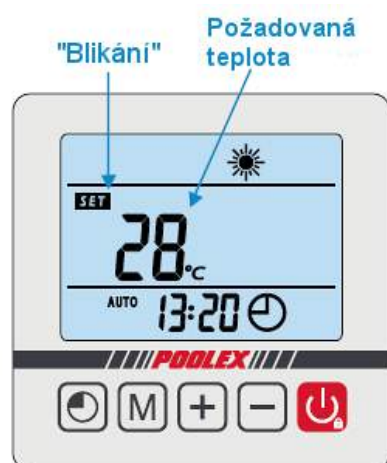 "Blikání"
Požadovaná
teplota
SET
28°C
AUTO 13:20
POOLEX
M + −